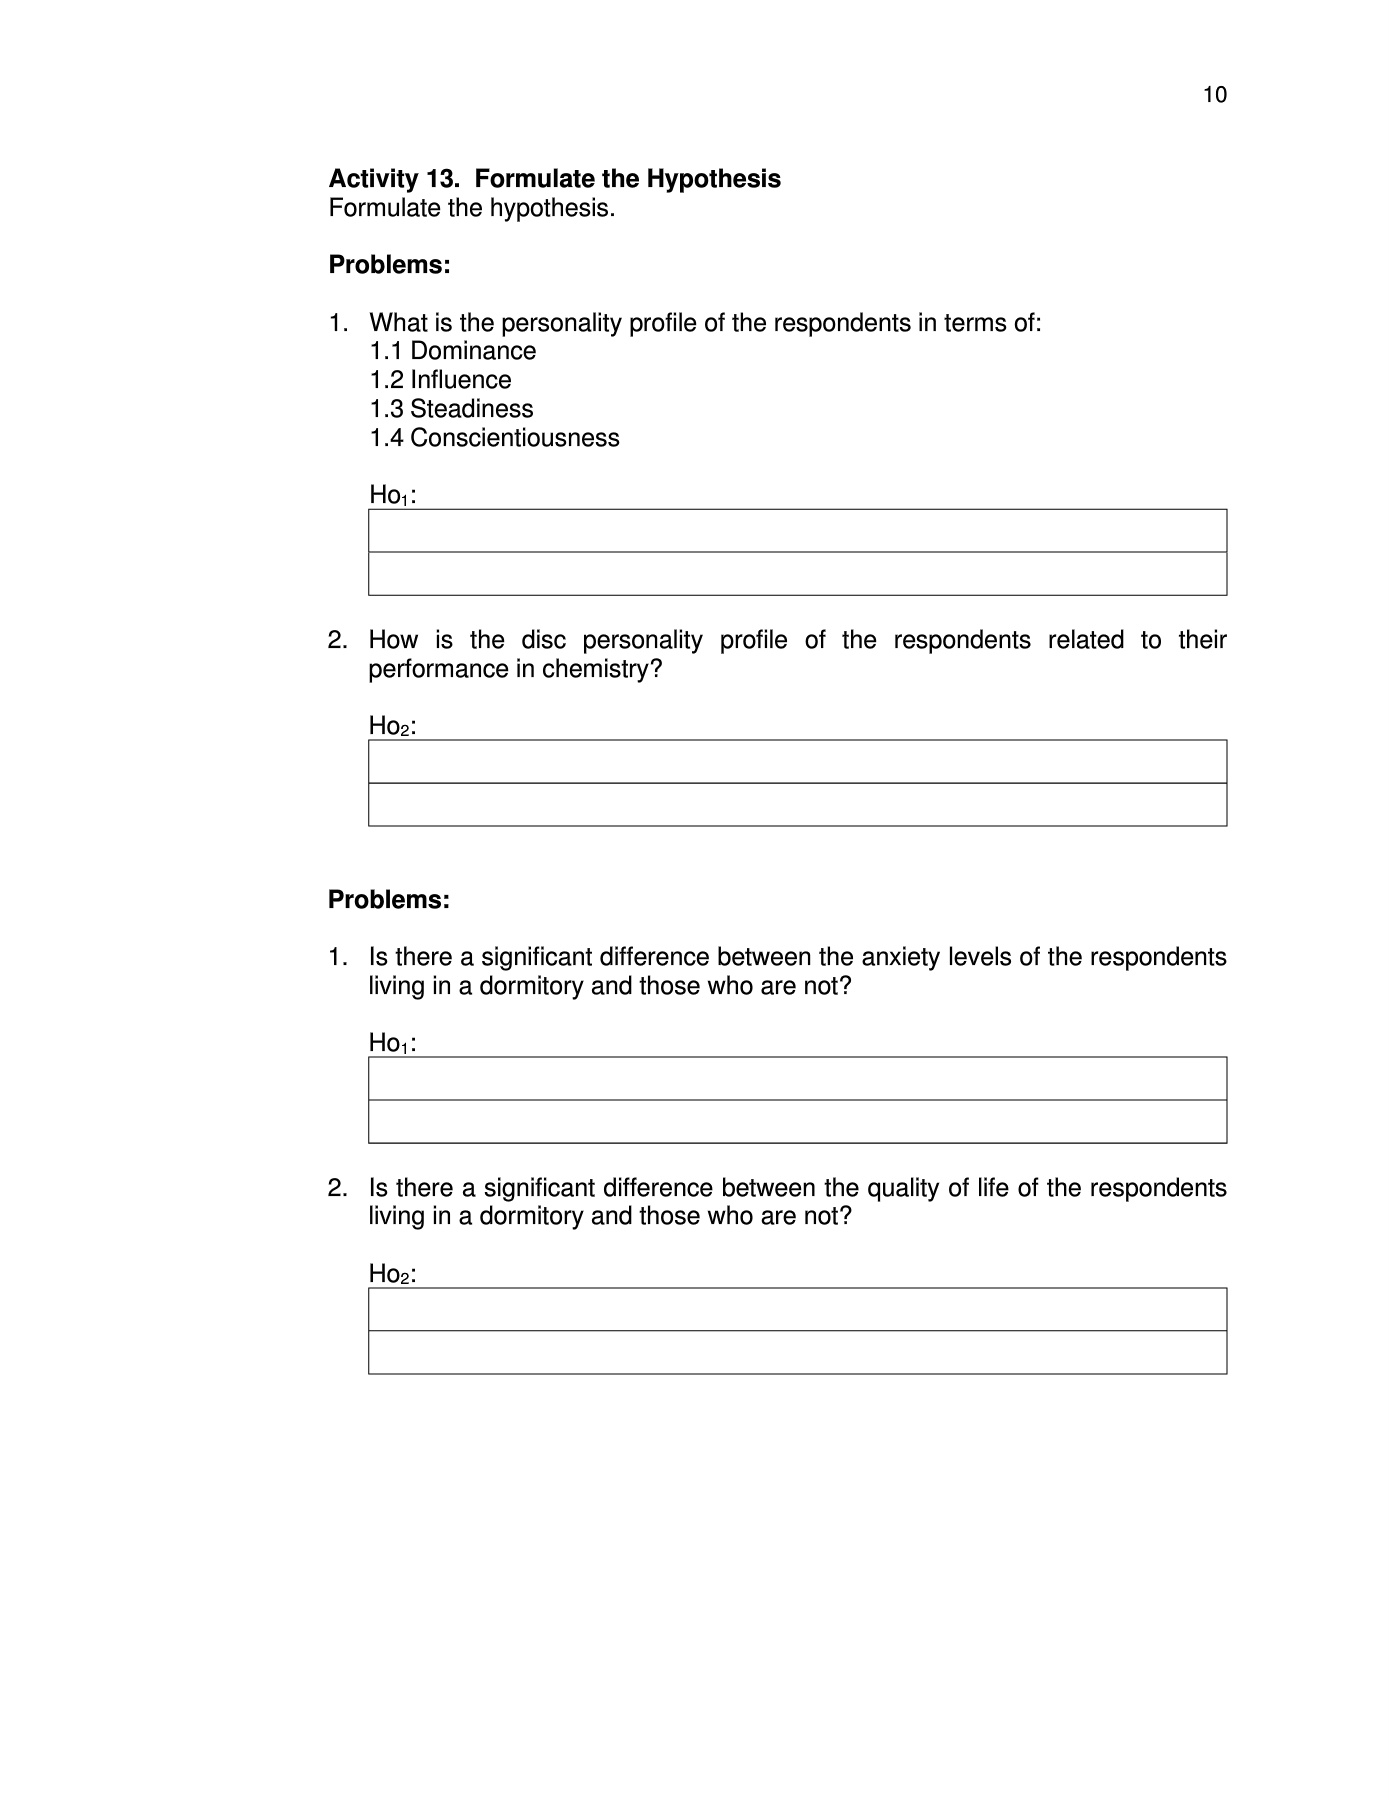 10
Activity 13.  Formulate the Hypothesis
Formulate the hypothesis.
Problems:
1. What is the personality profile of the respondents in terms of:
1.1 Dominance
1.2 Influence
1.3 Steadiness
1.4 Conscientiousness
Ho₁:
2. How is the disc personality profile of the respondents related to their
performance in chemistry?
Ho₂:
Problems:
1. Is there a significant difference between the anxiety levels of the respondents
living in a dormitory and those who are not?
Ho₁:
2. Is there a significant difference between the quality of life of the respondents
living in a dormitory and those who are not?
Ho₂: